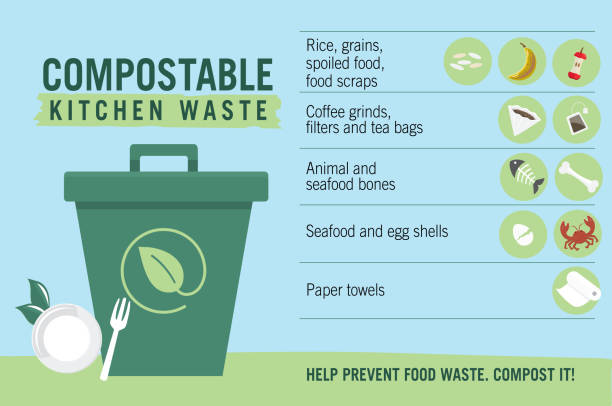 COMPOSTABLE
KITCHEN WASTE
Rice, grains,
spoiled food,
food scraps
Coffee grinds,
filters and tea bags
Animal and
seafood bones
Seafood and egg shells
Paper towels
HELP PREVENT FOOD WASTE. COMPOST IT!